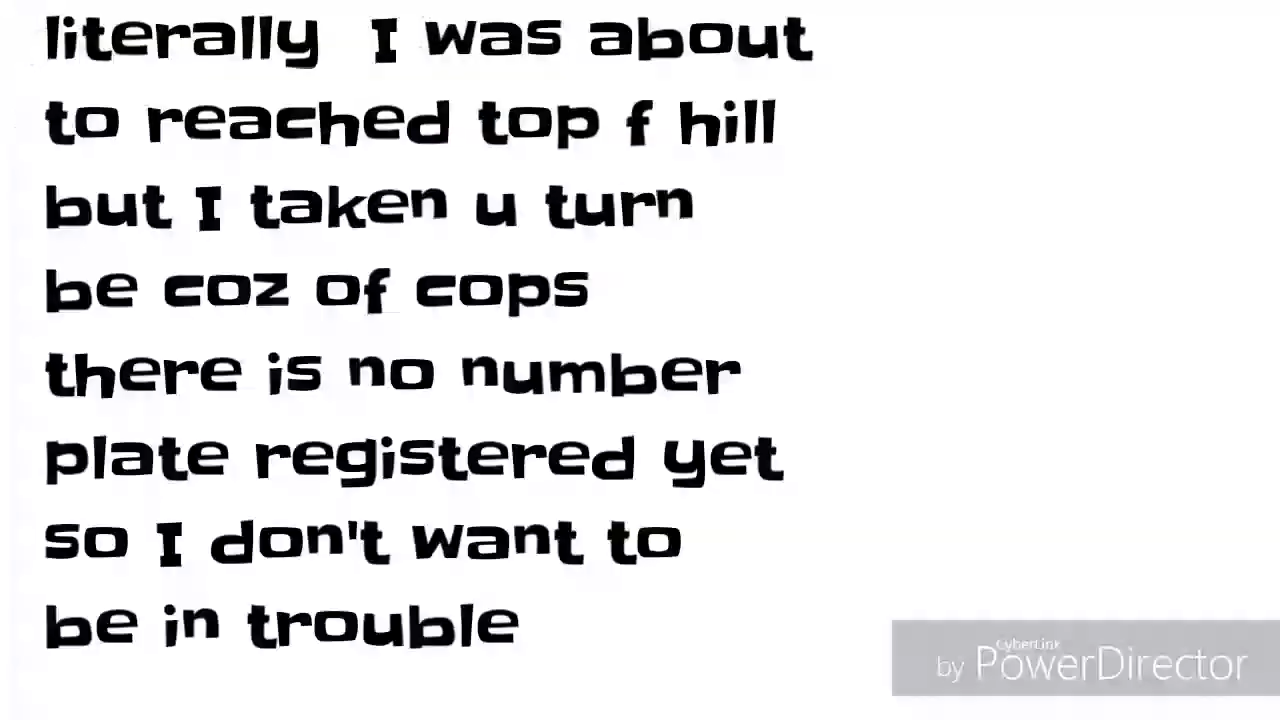 literally I was about
to reached top f hill
but I taken u turn
be coz of cops
there is no number
plate registered yet
so I don't want to
be in trouble
CyberLink
by PowerDirector